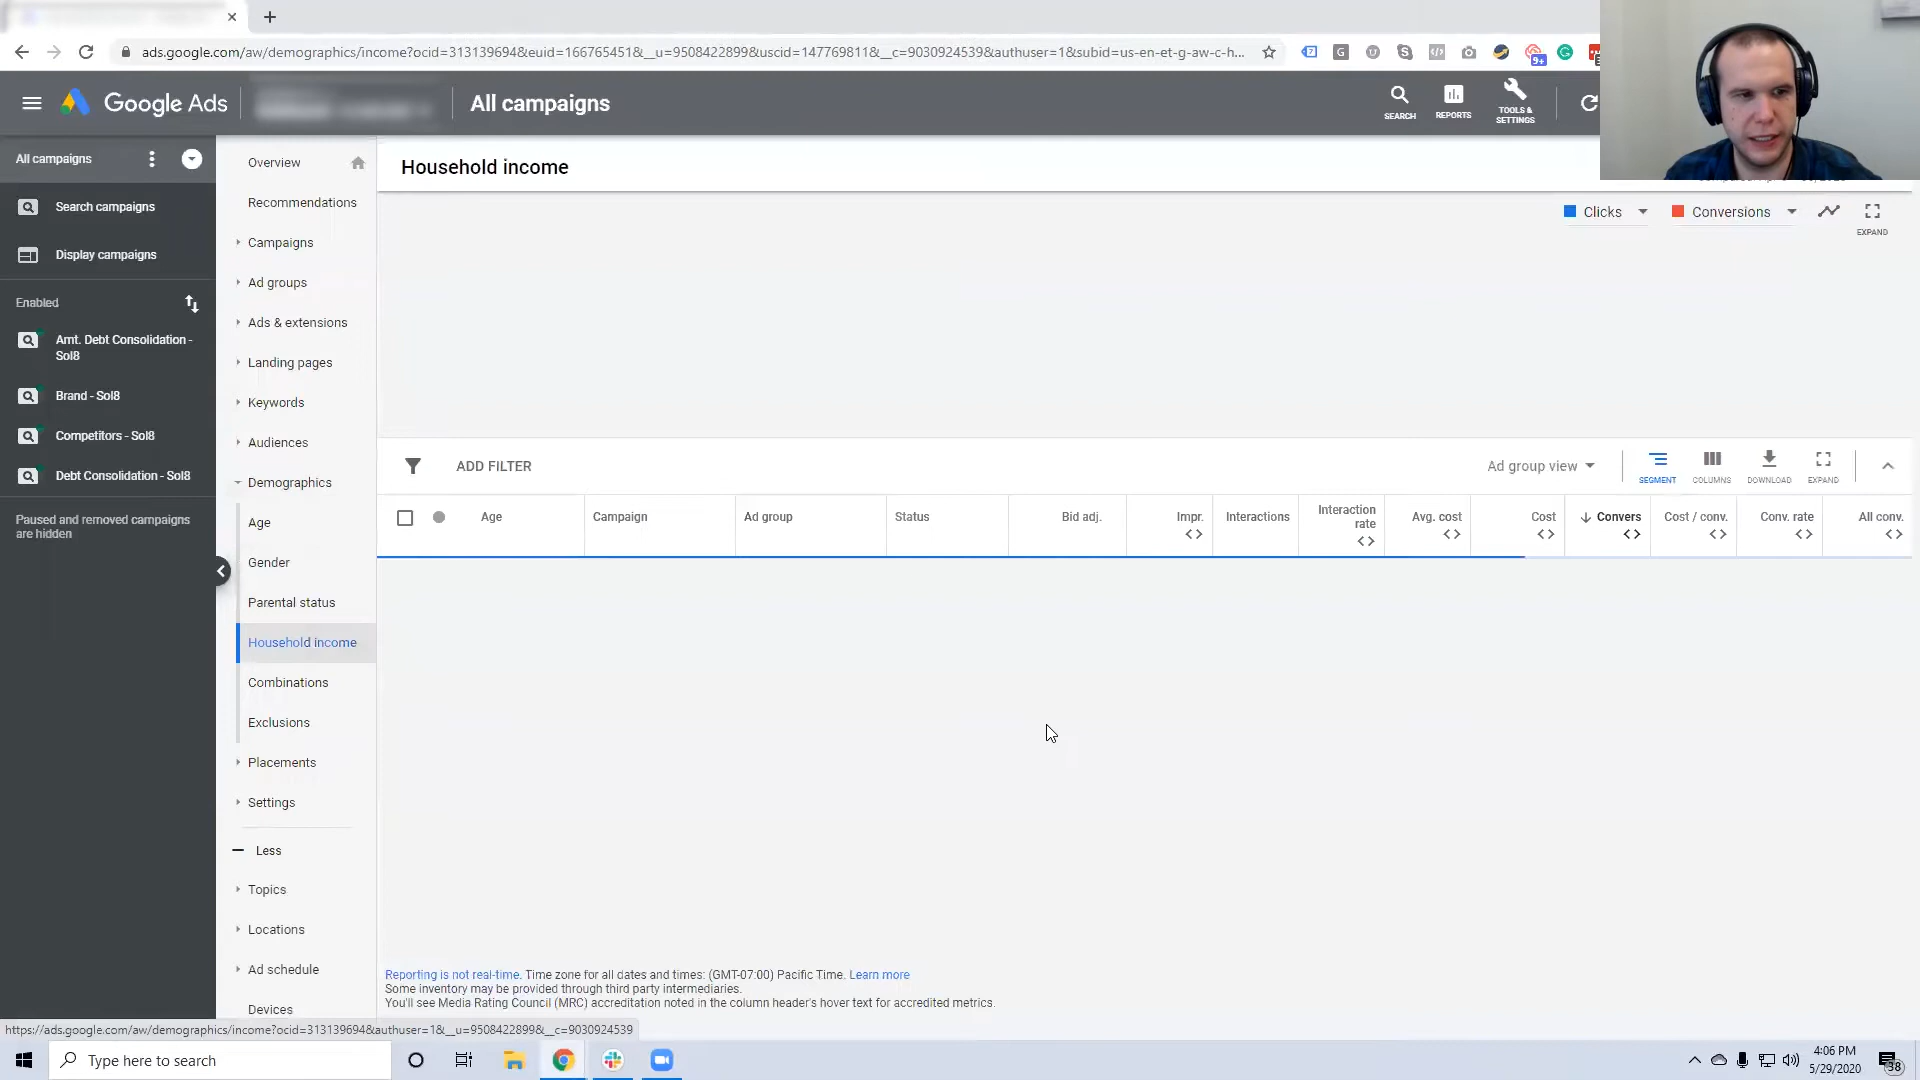 ads.google.com/aw/demographics/income?ocid=313139694&euid=166765451&__u=9508422899&uscid=147769811&__c=9030924539&authuser=1&subid=us-en-et-g-aw-c-h...
9+
Google Ads
All campaigns
SEARCH
REPORTS
TOOLS &
SETTINGS
All campaigns
Search campaigns
Display campaigns
Enabled
Amt. Debt Consolidation -
Sol8
Brand - Sol8
Competitors - Sol8
Debt Consolidation - Sol8
Paused and removed campaigns
are hidden
Overview
Recommendations
Campaigns
Ad groups
Ads & extensions
Landing pages
Keywords
Audiences
Demographics
Age
Gender
Parental status
Household income
Combinations
Exclusions
Placements
Settings
Less
Topics
Locations
Ad schedule
Devices
Household income
Clicks
Conversions
EXPAND
ADD FILTER
Ad group view
SEGMENT
COLUMNS
DOWNLOAD
EXPAND
Age
Campaign
Ad group
Status
Bid adj.
Impr.
Interactions
Interaction
rate
Avg. cost
Cost
Convers
Cost / conv.
Conv. rate
All conv.
Reporting is not real-time. Time zone for all dates and times: (GMT-07:00) Pacific Time. Learn more
Some inventory may be provided through third party intermediaries.
You'll see Media Rating Council (MRC) accreditation noted in the column header's hover text for accredited metrics.
https://ads.google.com/aw/demographics/income?ocid=313139694&authuser=1&__u=9508422899&__c=9030924539
Type here to search
4:06 PM
5/29/2020
38